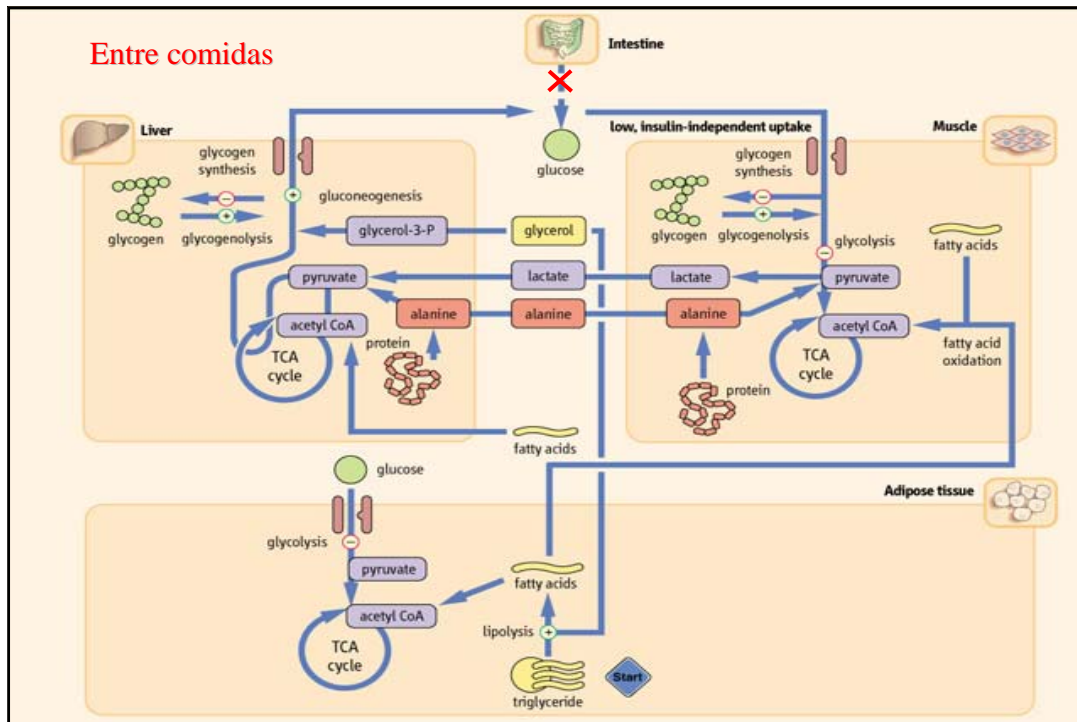 Entre comidas
Intestine
Liver
low, insulin-independent uptake
Muscle
glucose
glycogen
synthesis
gluconeogenesis
glycogen
glycogenolysis
glycerol-3-P
glycerol
pyruvate
lactate
lactate
alanine
alanine
alanine
acetyl CoA
TCA
cycle
protein
glycogen
synthesis
glycogen
glycogenolysis
glycolysis
fatty acids
pyruvate
acetyl CoA
fatty acid
oxidation
TCA
cycle
protein
fatty acids
glucose
Adipose tissue
glycolysis
pyruvate
fatty acids
acetyl CoA
lipolysis
TCA
cycle
Start
triglyceride